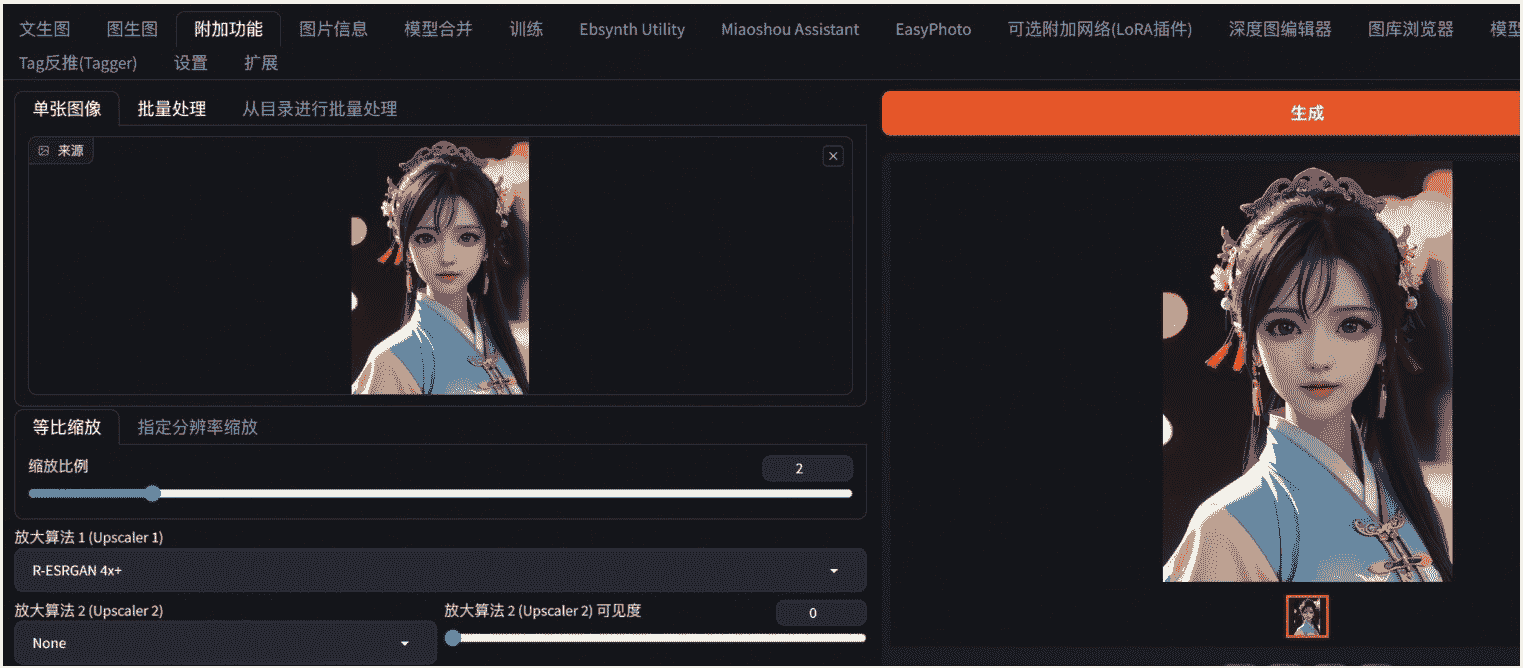 文生图 图生图 附加功能 图片信息 模型合并 训练 Ebsynth Utility Miaoshou Assistant EasyPhoto 可选附加网络(LoRA插件) 深度图编辑器 图库浏览器 模型
Tag反推(Tagger) 设置 扩展
单张图像 批量处理 从目录进行批量处理
生成
来源
等比缩放 指定分辨率缩放
缩放比例 2
放大算法 1 (Upscaler 1)
R-ESRGAN 4x+
放大算法 2 (Upscaler 2) 放大算法 2 (Upscaler 2) 可见度 0
None